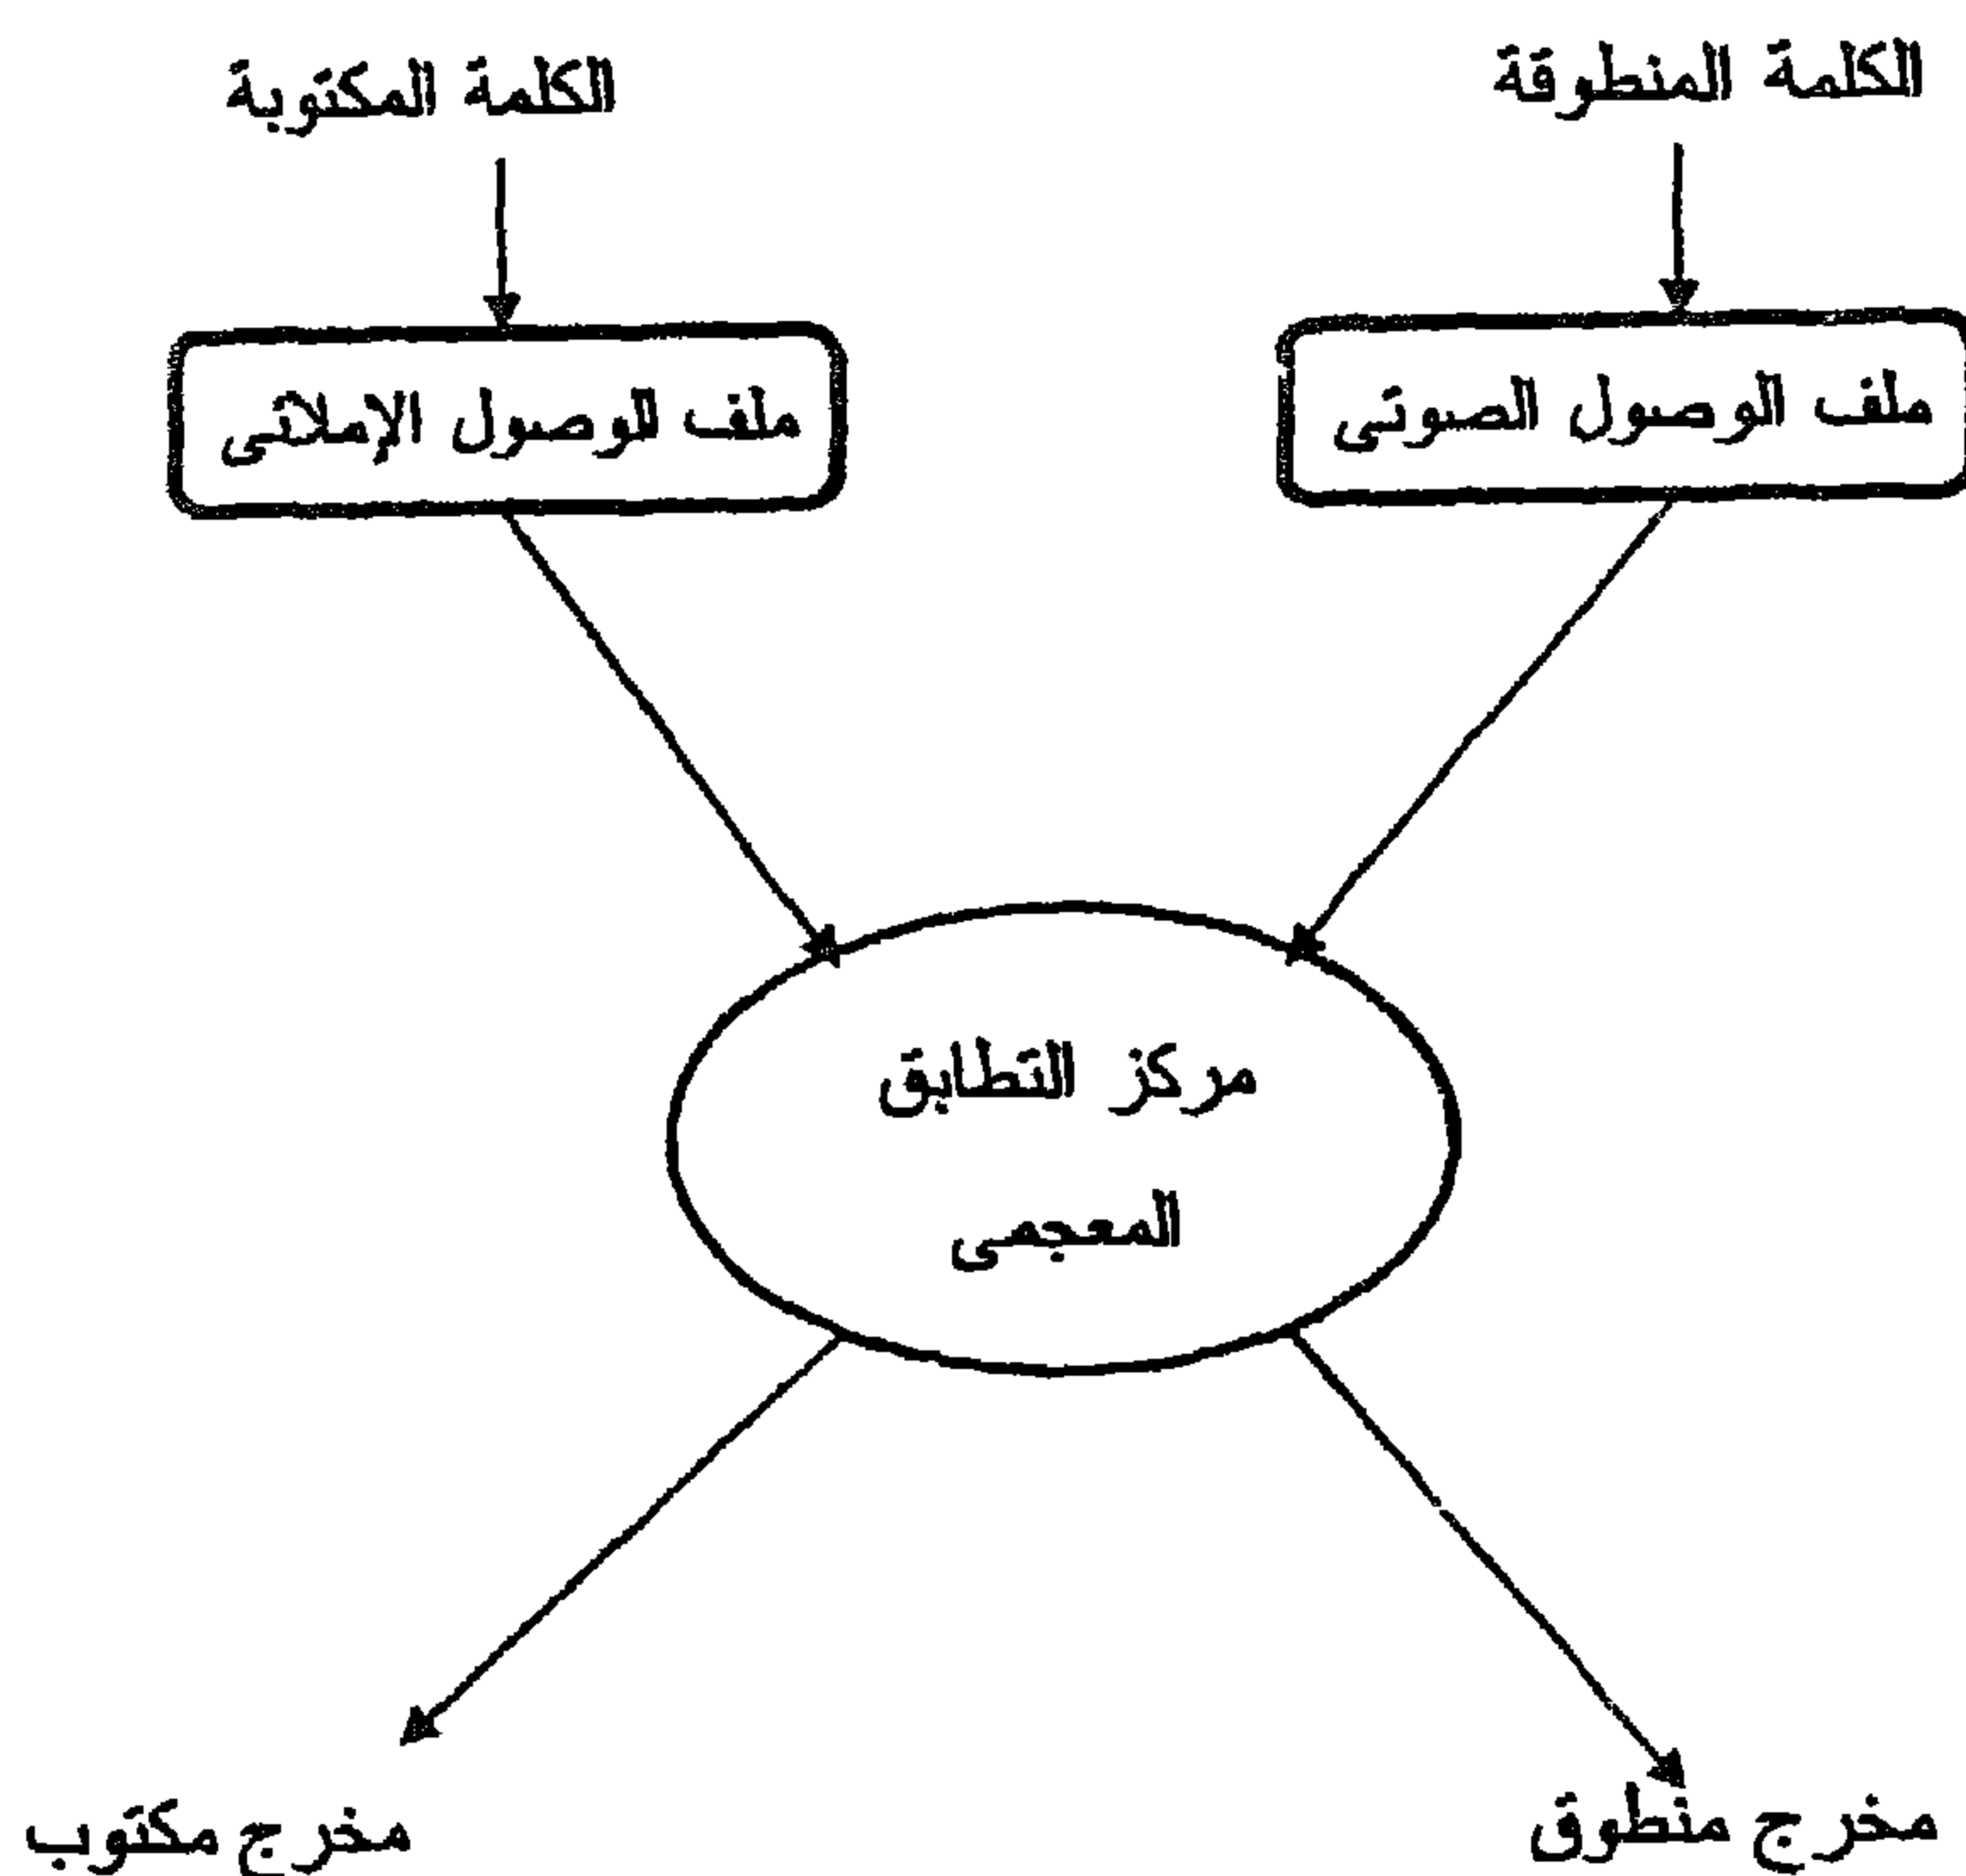 الكلمة المنطوقة
الكلمة المكتوبة
ملف الوصول الصوتى
ملف الوصول الإملائى
مركز التطابق
المعجمى
مخرج منطوق
مخرج مكتوب